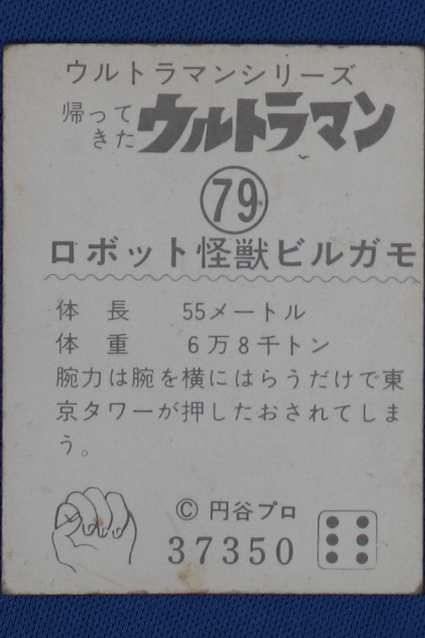 ウルトラマンシリーズ
帰ってきたウルトラマン
79
ロボット怪獣ビルガモ
体長 55メートル
体重 6万8千トン
腕力は腕を横にはらうだけで東
京タワーが押したおされてしま
う。
© 円谷プロ
37350